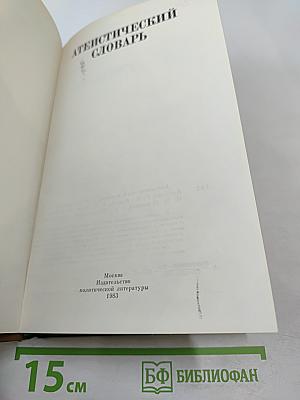 АТЕИСТИЧЕСКИЙ
СЛОВАРЬ
Москва
Издательство
политической литературы
1983
15 см
БФ БИБЛИОФАН